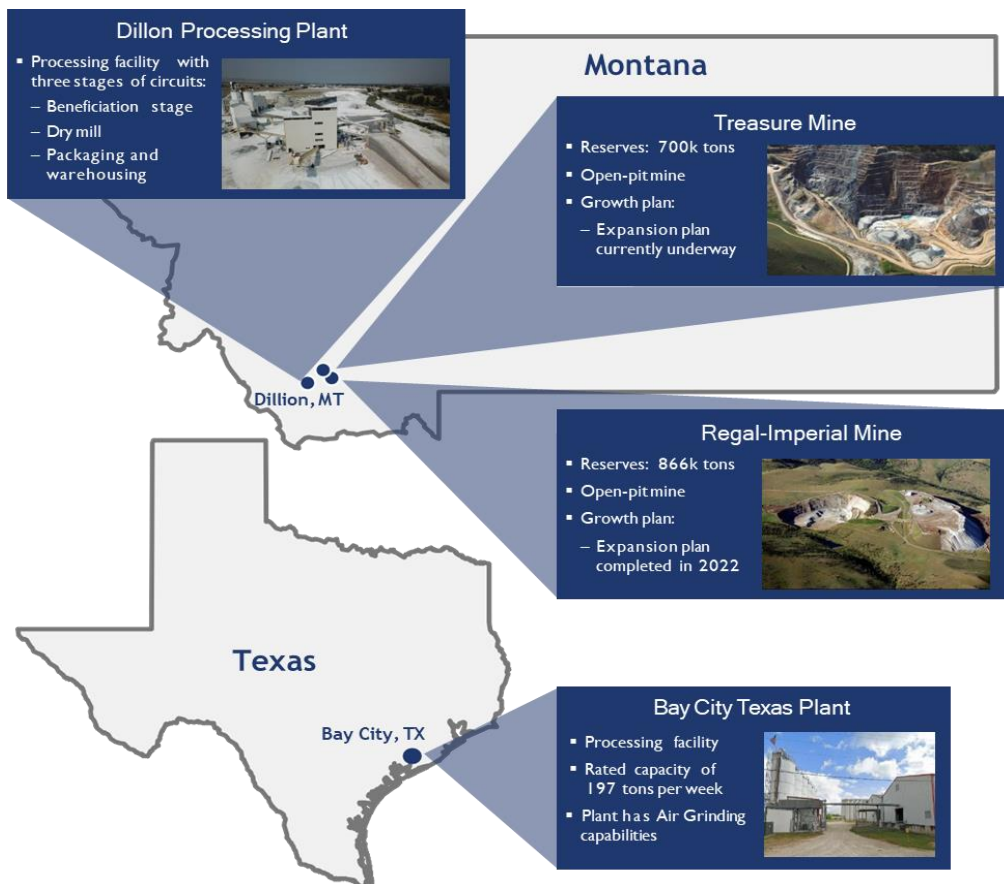 Dillon Processing Plant
▪ Processing facility with
three stages of circuits:
– Beneficiation stage
– Dry mill
– Packaging and
warehousing
Montana
Treasure Mine
▪ Reserves: 700k tons
▪ Open-pit mine
▪ Growth plan:
– Expansion plan
currently underway
Dillion, MT
Regal-Imperial Mine
▪ Reserves: 866k tons
▪ Open-pit mine
▪ Growth plan:
– Expansion plan
completed in 2022
Texas
Bay City, TX
Bay City Texas Plant
▪ Processing facility
▪ Rated capacity of
197 tons per week
▪ Plant has Air Grinding
capabilities